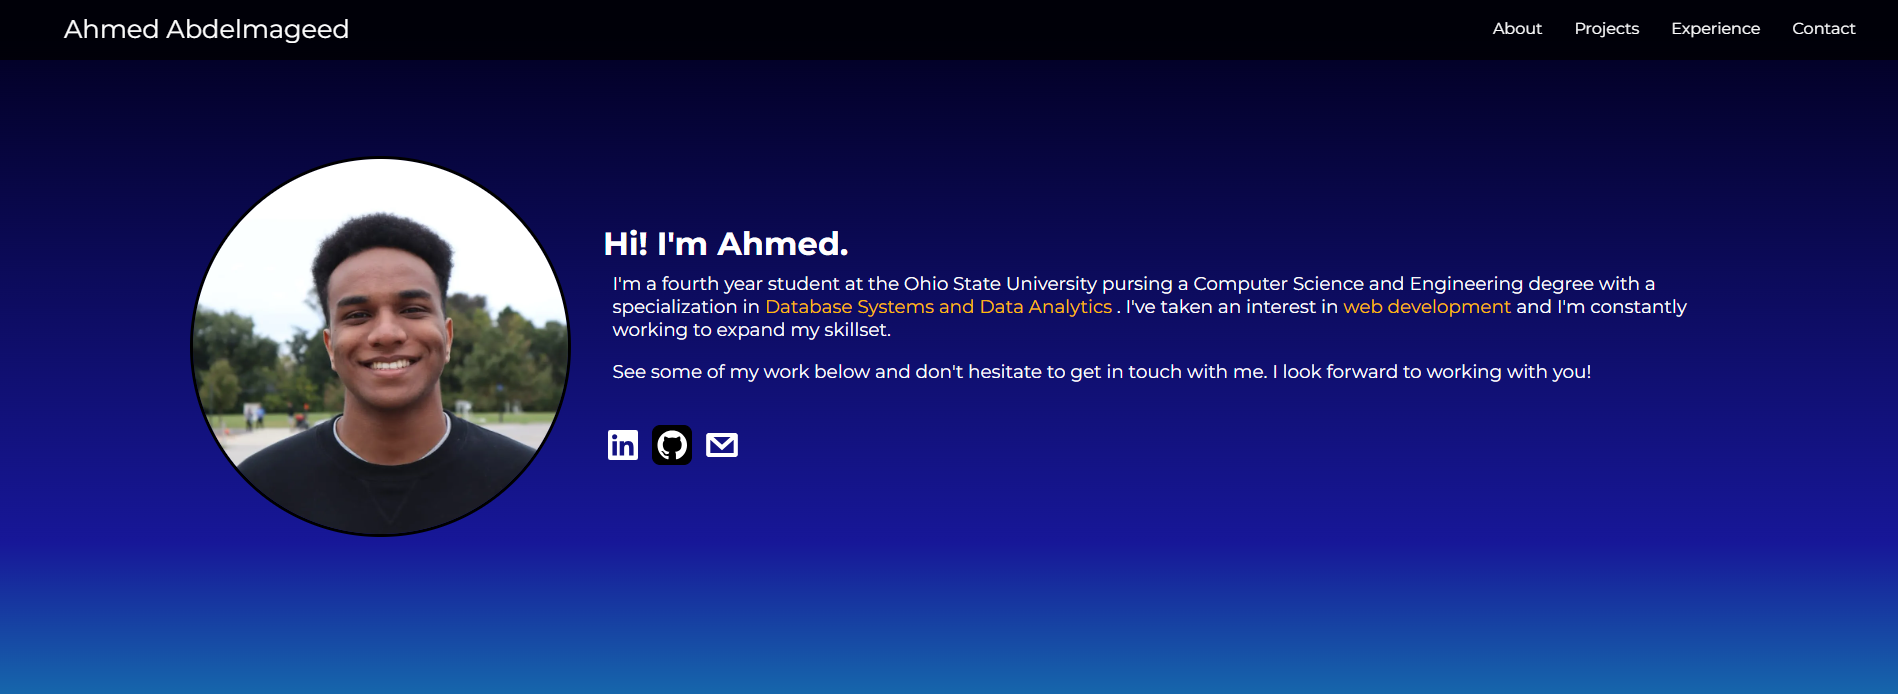 Ahmed Abdelmageed
About Projects Experience Contact
Hi! I'm Ahmed.
I'm a fourth year student at the Ohio State University pursing a Computer Science and Engineering degree with a
specialization in Database Systems and Data Analytics . I've taken an interest in web development and I'm constantly
working to expand my skillset.
See some of my work below and don't hesitate to get in touch with me. I look forward to working with you!
in